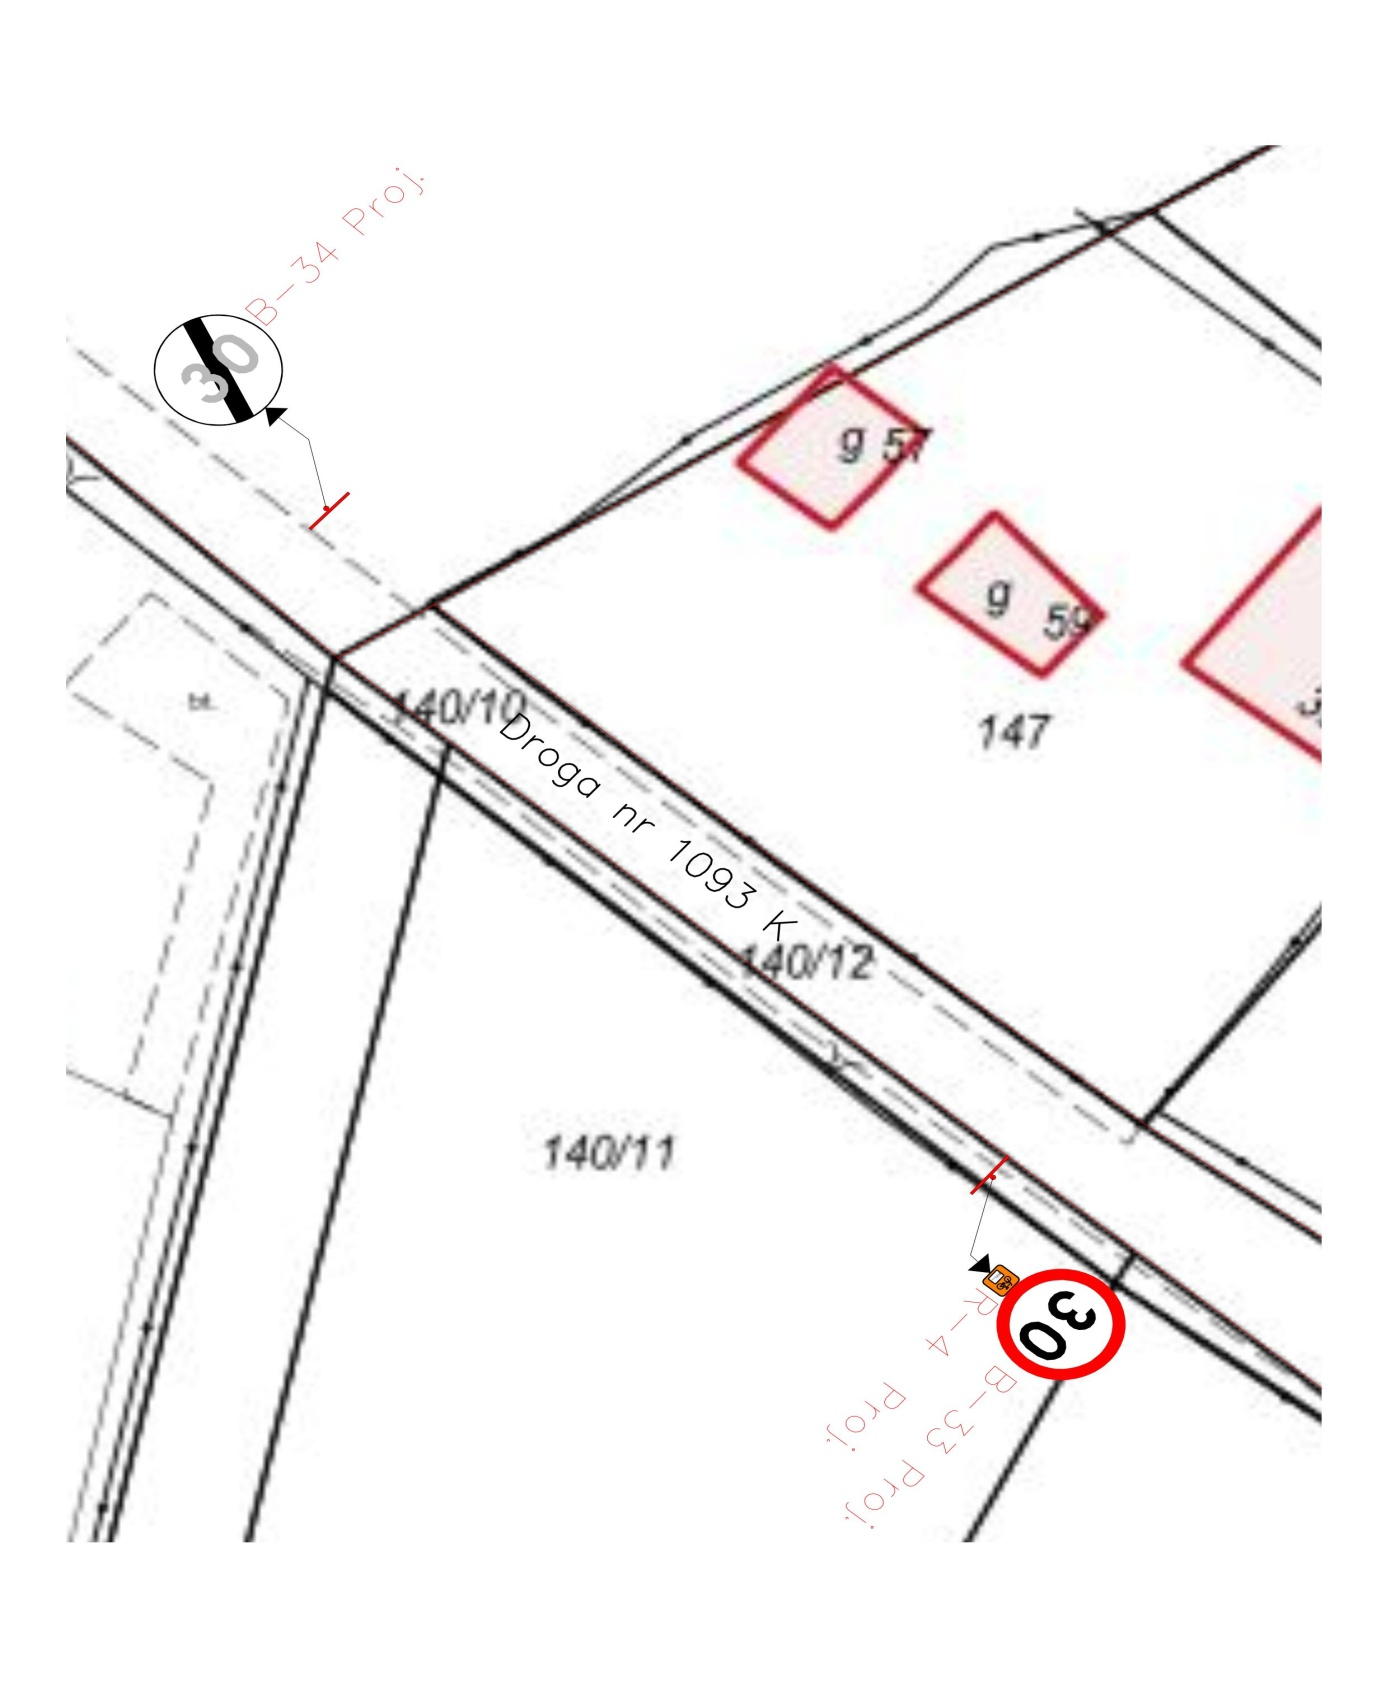 B-34 Proj.
30
g 57
g 59
bt.
140/10
147
Droga nr 1093 K
140/12
140/11
30
R-4 Proj.
B-33 Proj.